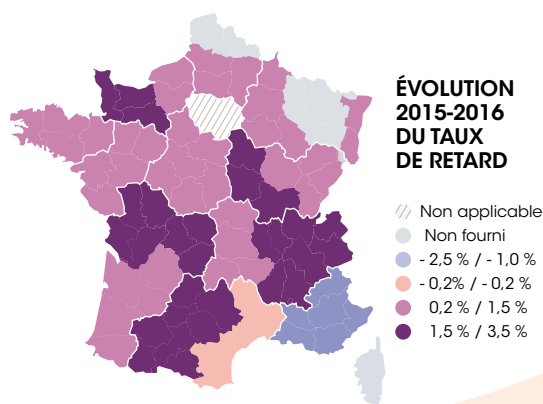 ÉVOLUTION
2015-2016
DU TAUX
DE RETARD
Non applicable
Non fourni
- 2,5 % / - 1,0 %
- 0,2% / - 0,2 %
0,2 % / 1,5 %
1,5 % / 3,5 %